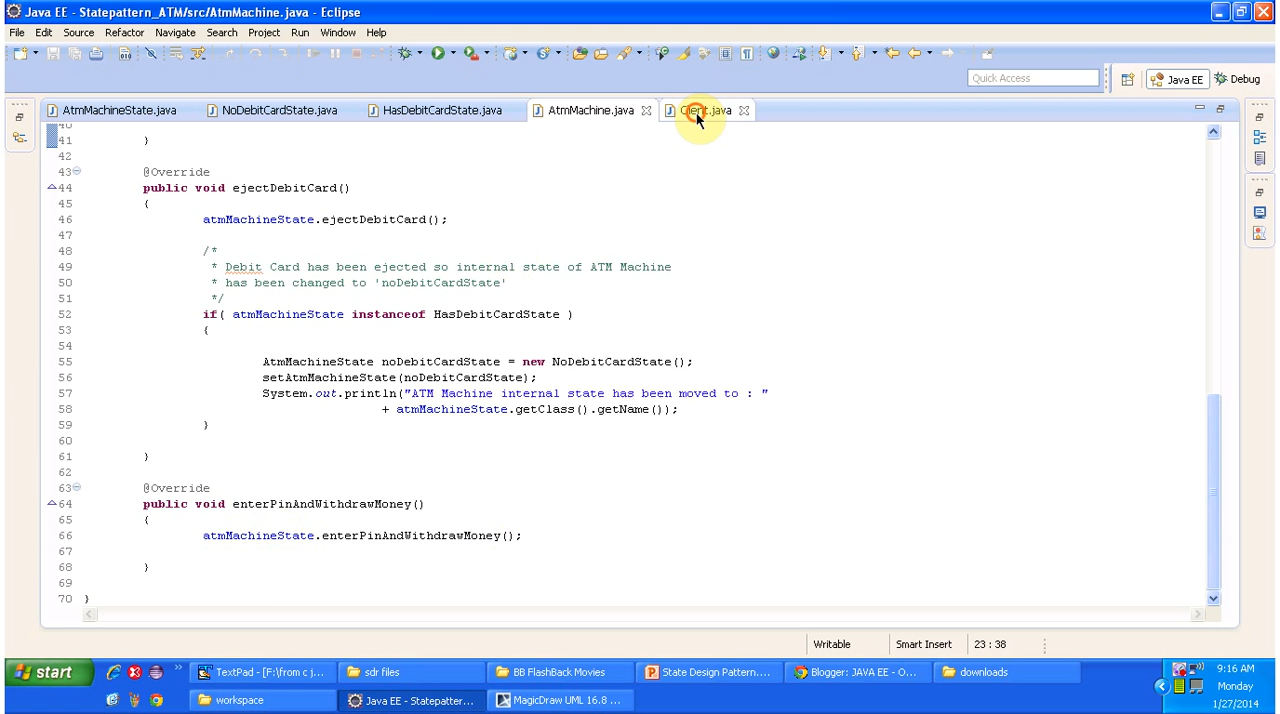 Java EE - Statepattern_ATM/src/AtmMachine.java - Eclipse
File Edit Source Refactor Navigate Search Project Run Window Help
Quick Access
Java EE
Debug
AtmMachineState.java
NoDebitCardState.java
HasDebitCardState.java
AtmMachine.java
Client.java
40
41 }
42
43 @Override
44 public void ejectDebitCard()
45 {
46 atmMachineState.ejectDebitCard();
47
48 /*
49 * Debit Card has been ejected so internal state of ATM Machine
50 * has been changed to 'noDebitCardState'
51 */
52 if( atmMachineState instanceof HasDebitCardState )
53 {
54
55 AtmMachineState noDebitCardState = new NoDebitCardState();
56 setAtmMachineState(noDebitCardState);
57 System.out.println("ATM Machine internal state has been moved to : "
58 + atmMachineState.getClass().getName());
59 }
60
61 }
62
63 @Override
64 public void enterPinAndWithdrawMoney()
65 {
66 atmMachineState.enterPinAndWithdrawMoney();
67
68 }
69
70 }
Writable Smart Insert 23 : 38
start
TextPad - [F:\from c j...
sdr files
BB FlashBack Movies
State Design Pattern....
Blogger: JAVA EE - O...
downloads
9:16 AM
workspace
Java EE - Statepatter...
MagicDraw UML 16.8 ...
Monday
1/27/2014